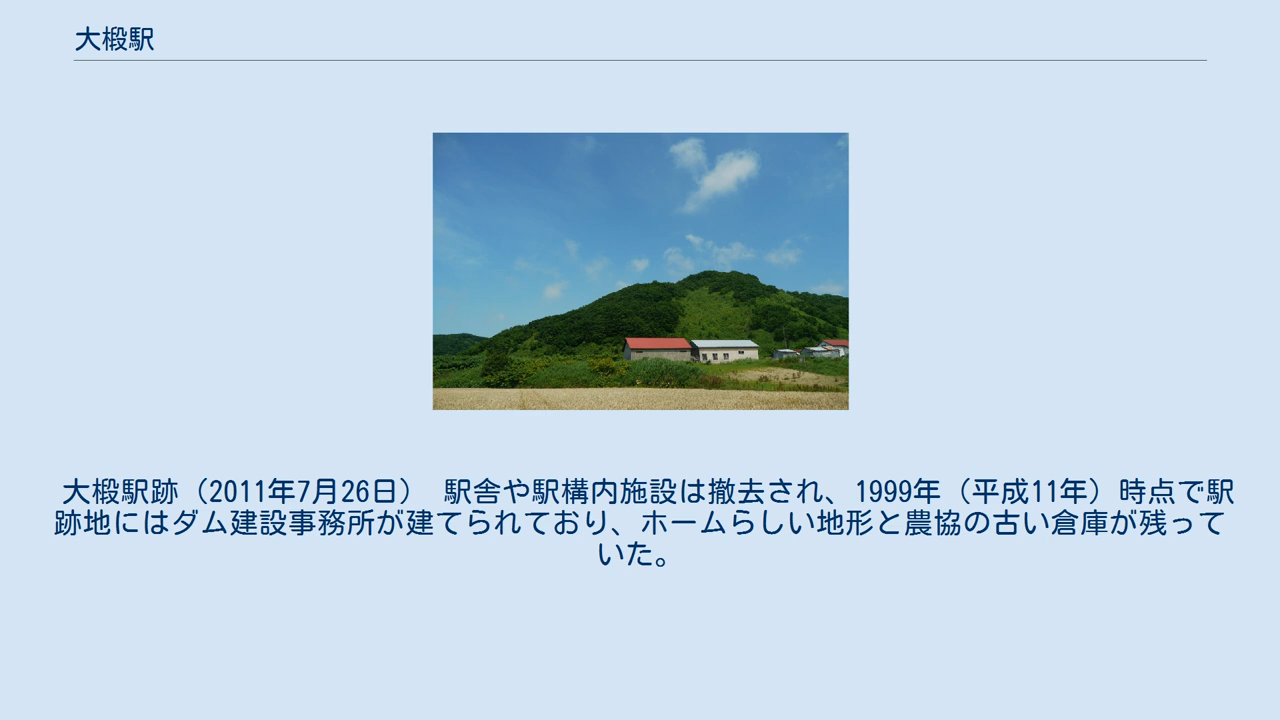 大椴駅
大椴駅跡（2011年7月26日） 駅舎や駅構内施設は撤去され、1999年（平成11年）時点で駅
跡地にはダム建設事務所が建てられており、ホームらしい地形と農協の古い倉庫が残って
いた。